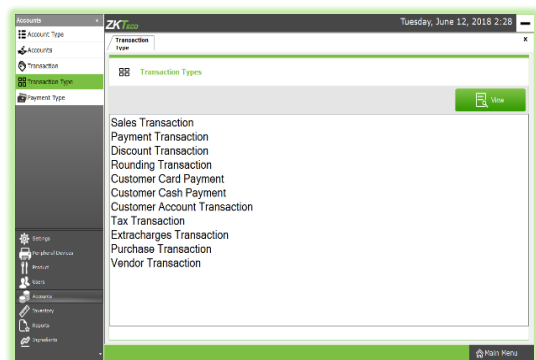 Accounts
Account Type
Accounts
Transaction
Transaction Type
Payment Type
Settings
Peripheral Devices
Product
Users
Accounts
Inventory
Reports
Ingredients
ZKTeco
Tuesday, June 12, 2018 2:28
Transaction Type
x
Transaction Types
View
Sales Transaction
Payment Transaction
Discount Transaction
Rounding Transaction
Customer Card Payment
Customer Cash Payment
Customer Account Transaction
Tax Transaction
Extracharges Transaction
Purchase Transaction
Vendor Transaction
Main Menu